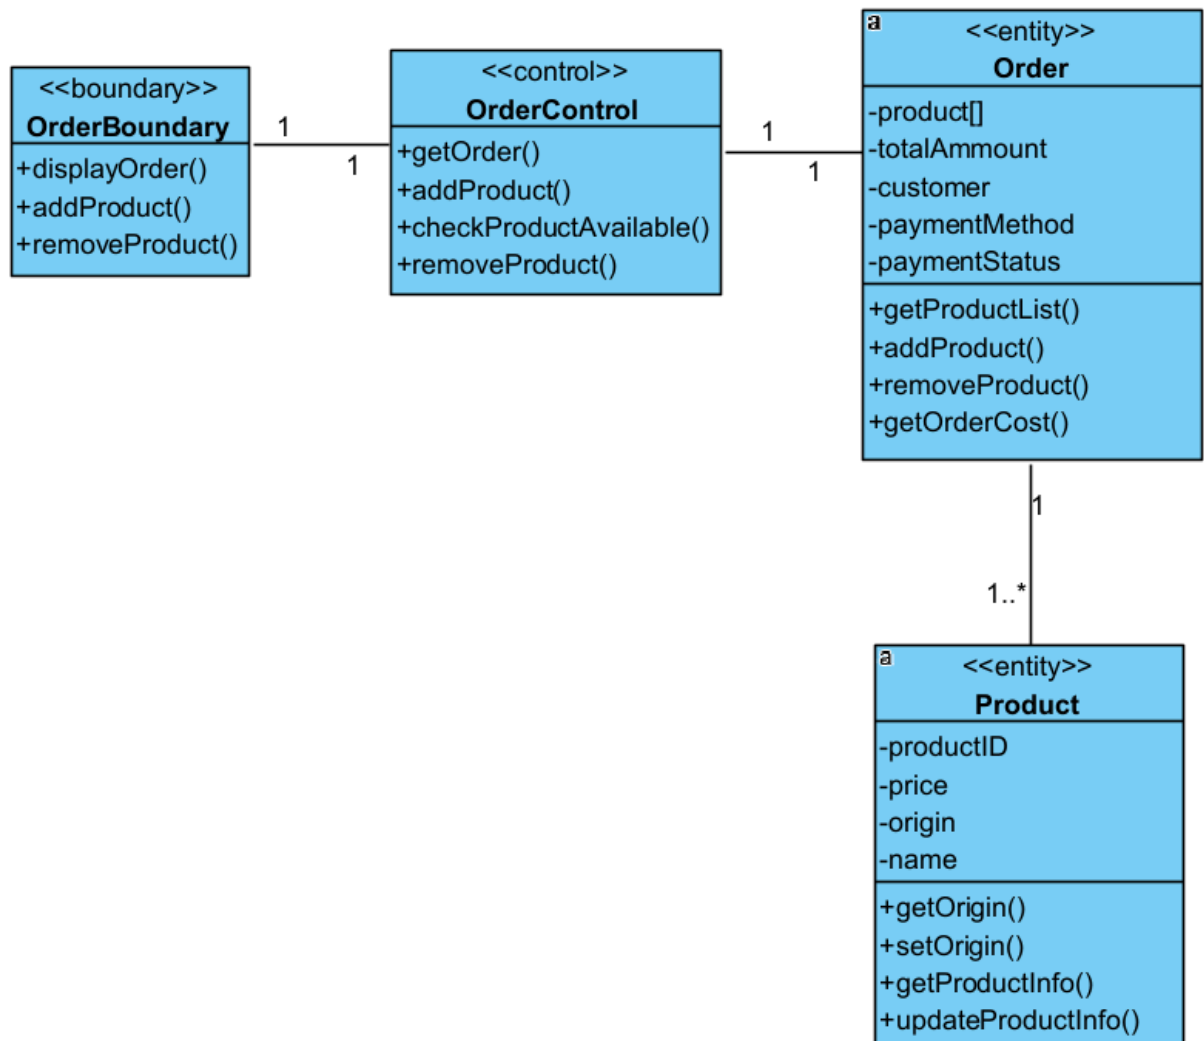 <<boundary>>
OrderBoundary
+displayOrder()
+addProduct()
+removeProduct()
1
1
<<control>>
OrderControl
+getOrder()
+addProduct()
+checkProductAvailable()
+removeProduct()
1
1
a
<<entity>>
Order
-product[]
-totalAmmount
-customer
-paymentMethod
-paymentStatus
+getProductList()
+addProduct()
+removeProduct()
+getOrderCost()
1
1..*
a
<<entity>>
Product
-productID
-price
-origin
-name
+getOrigin()
+setOrigin()
+getProductInfo()
+updateProductInfo()